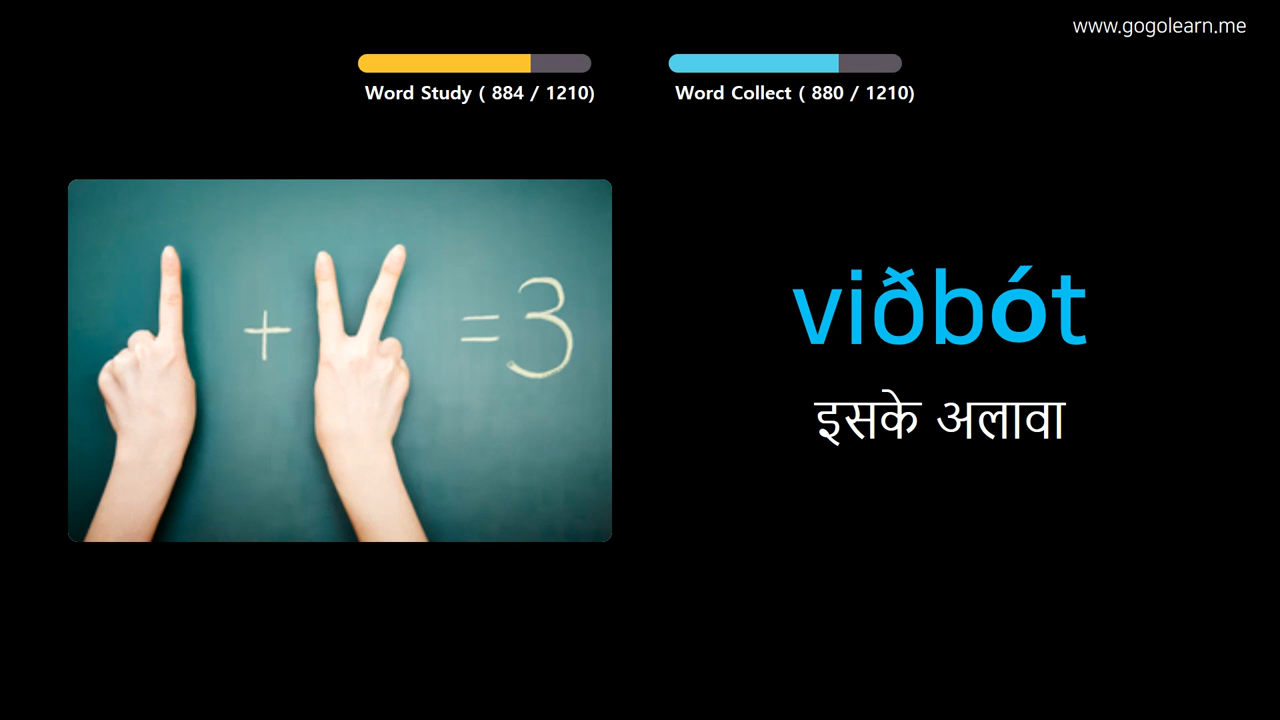 www.gogolearn.me
Word Study ( 884 / 1210)
Word Collect ( 880 / 1210)
+ = 3
viðbót
इसके अलावा